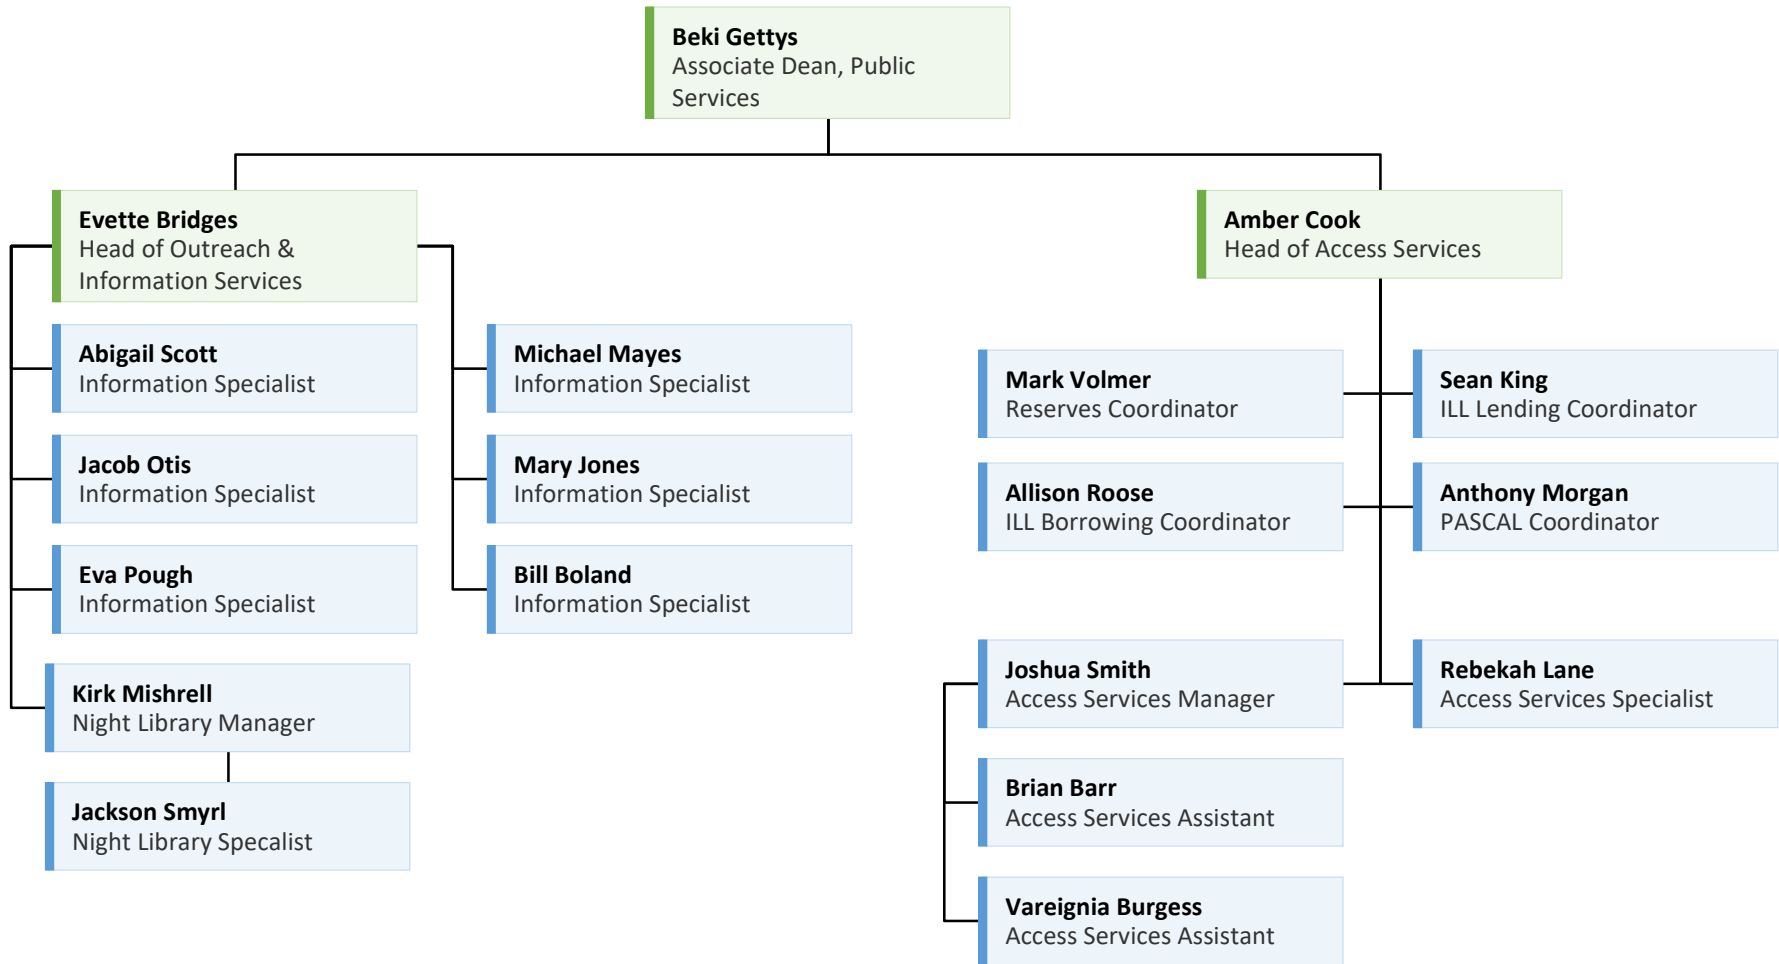 Beki Gettys
Associate Dean, Public
Services
Evette Bridges
Head of Outreach &
Information Services
Abigail Scott
Information Specialist
Jacob Otis
Information Specialist
Eva Pough
Information Specialist
Kirk Mishrell
Night Library Manager
Jackson Smyrl
Night Library Specalist
Michael Mayes
Information Specialist
Mary Jones
Information Specialist
Bill Boland
Information Specialist
Amber Cook
Head of Access Services
Mark Volmer
Reserves Coordinator
Sean King
ILL Lending Coordinator
Allison Roose
ILL Borrowing Coordinator
Anthony Morgan
PASCAL Coordinator
Joshua Smith
Access Services Manager
Rebekah Lane
Access Services Specialist
Brian Barr
Access Services Assistant
Vareignia Burgess
Access Services Assistant